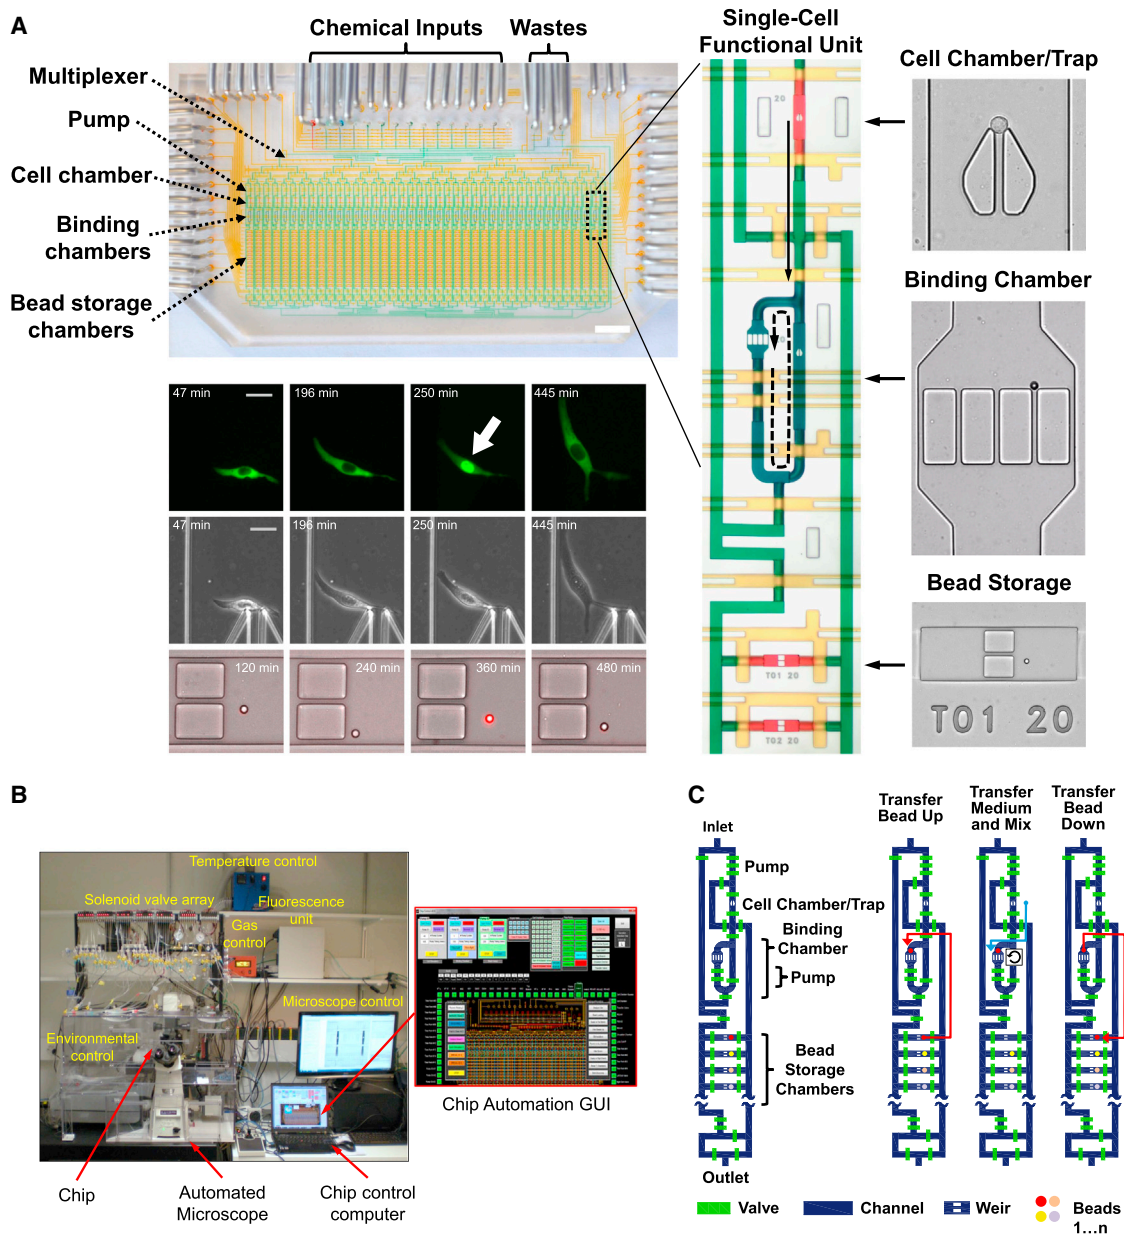 A
Chemical Inputs
Wastes
Multiplexer
Pump
Cell chamber
Binding
chambers
Bead storage
chambers
Single-Cell
Functional Unit
20
T01 20
T02 20
Cell Chamber/Trap
Binding Chamber
Bead Storage
T01 20
47 min
196 min
250 min
445 min
47 min
196 min
250 min
445 min
120 min
240 min
360 min
480 min
B
Temperature control
Solenoid valve array
Fluorescence
unit
Gas
control
Microscope control
Environmental
control
Chip Automation GUI
Chip
Automated
Microscope
Chip control
computer
C
Inlet
Pump
Cell Chamber/Trap
Binding
Chamber
Pump
Bead
Storage
Chambers
Outlet
Transfer
Bead Up
Transfer
Medium
and Mix
Transfer
Bead
Down
Valve
Channel
Weir
Beads
1...n